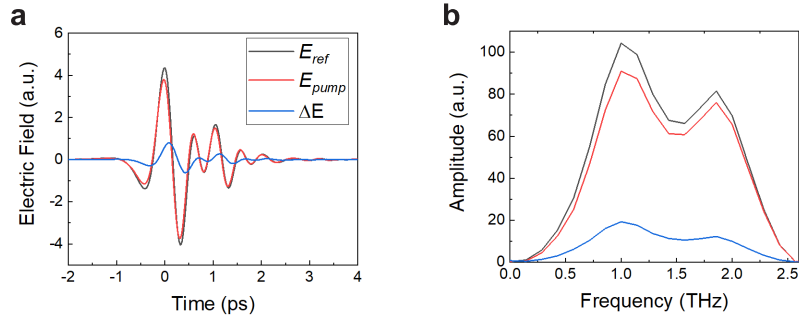 a
6
4
2
0
-2
-4
Electric Field (a.u.)
E_ref
E_pump
ΔE
-2
-1
0
1
2
3
4
Time (ps)
b
100
80
60
40
20
0
Amplitude (a.u.)
0.0
0.5
1.0
1.5
2.0
2.5
Frequency (THz)